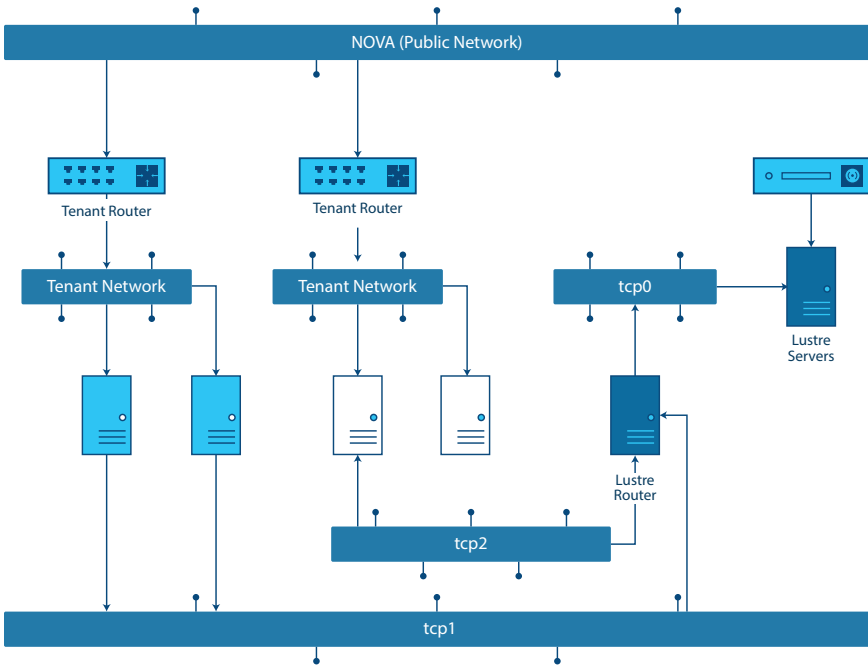 NOVA (Public Network)
Tenant Router
Tenant Router
Tenant Network
Tenant Network
tcp0
Lustre
Servers
Lustre
Router
tcp2
tcp1